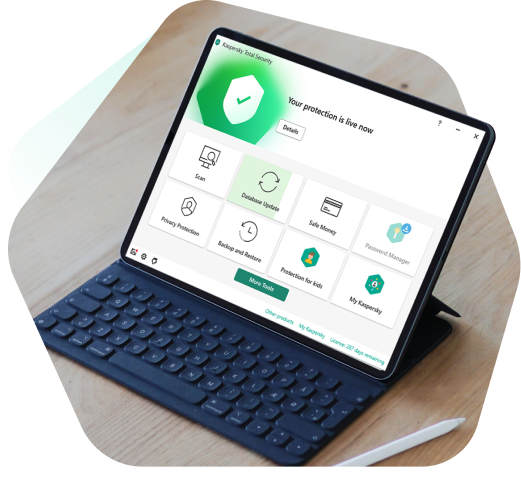 Kaspersky Total Security
Your protection is live now
Details
Scan
Database Update
Safe Money
Password Manager
Privacy Protection
Backup and Restore
Protection for kids
My Kaspersky
More Tools
Other products My Kaspersky License: 287 days remaining